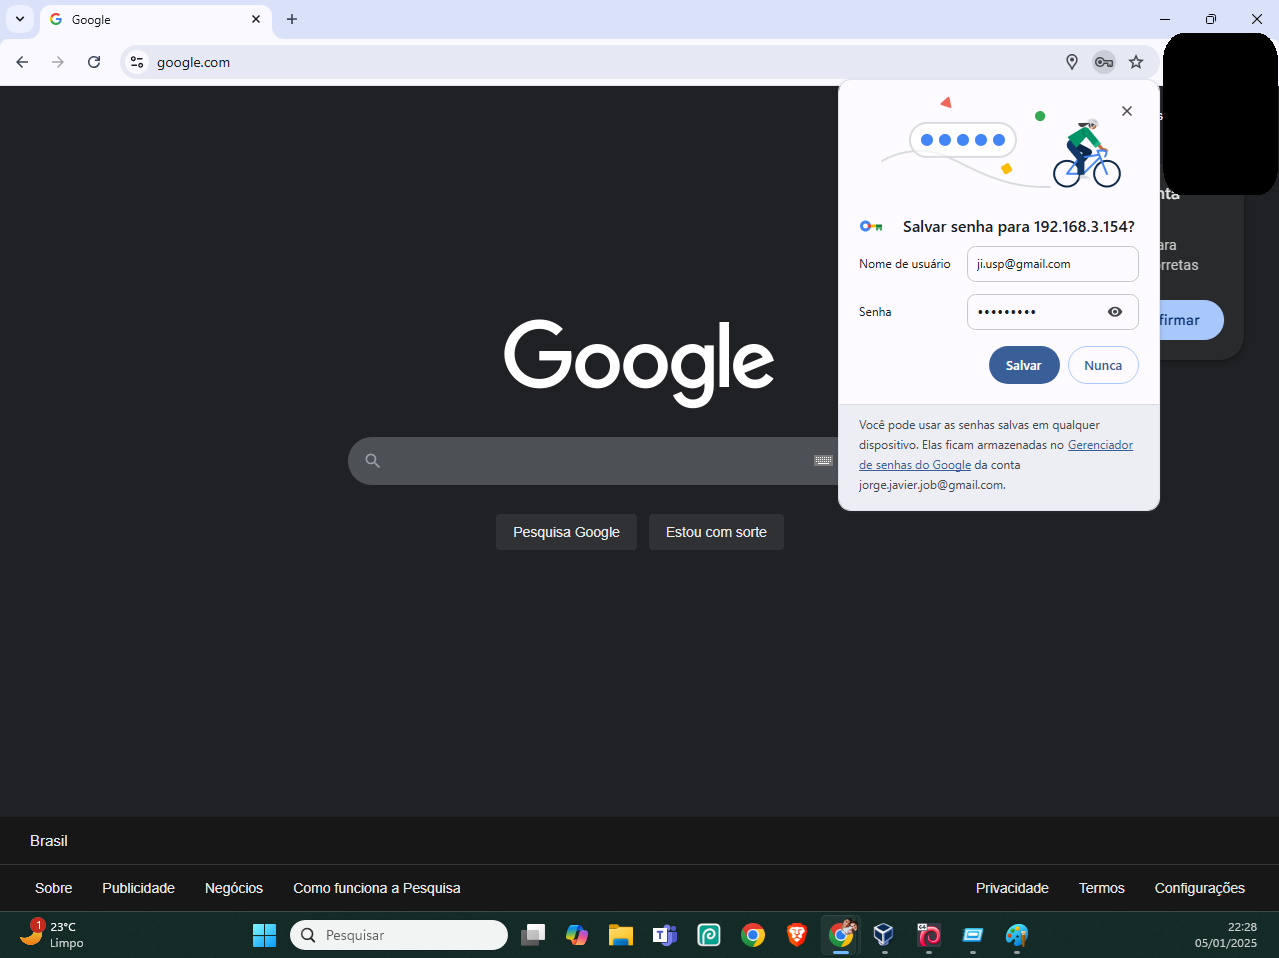 Google
google.com
s
nta
ara
rretas
firmar
Salvar senha para 192.168.3.154?
Nome de usuário
ji.usp@gmail.com
Senha
Salvar
Nunca
Você pode usar as senhas salvas em qualquer
dispositivo. Elas ficam armazenadas no Gerenciador
de senhas do Google da conta
jorge.javier.job@gmail.com.
Google
Pesquisa Google
Estou com sorte
Brasil
Sobre
Publicidade
Negócios
Como funciona a Pesquisa
Privacidade
Termos
Configurações
1
23°C
Limpo
Pesquisar
64
22:28
05/01/2025